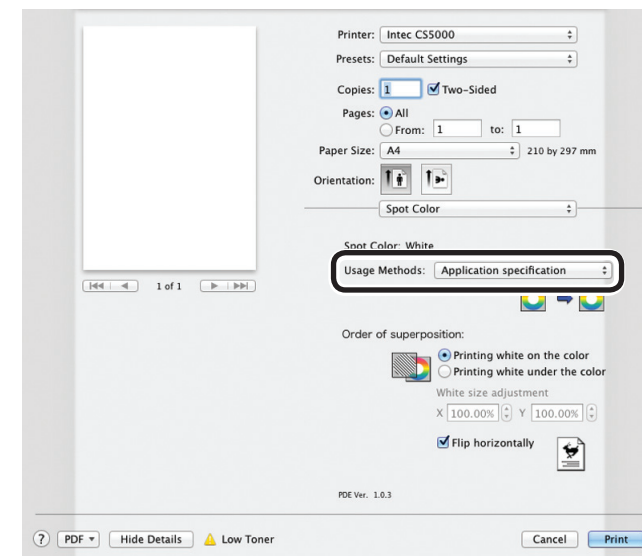 Printer: Intec CS5000
Presets: Default Settings
Copies: 1 Two-Sided
Pages: All
From: 1 to: 1
Paper Size: A4 210 by 297 mm
Orientation:
Spot Color
Spot Color: White
Usage Methods: Application specification
1 of 1
Order of superposition:
Printing white on the color
Printing white under the color
White size adjustment
X 100.00% Y 100.00%
Flip horizontally
PDE Ver. 1.0.3
? PDF Hide Details Low Toner Cancel Print